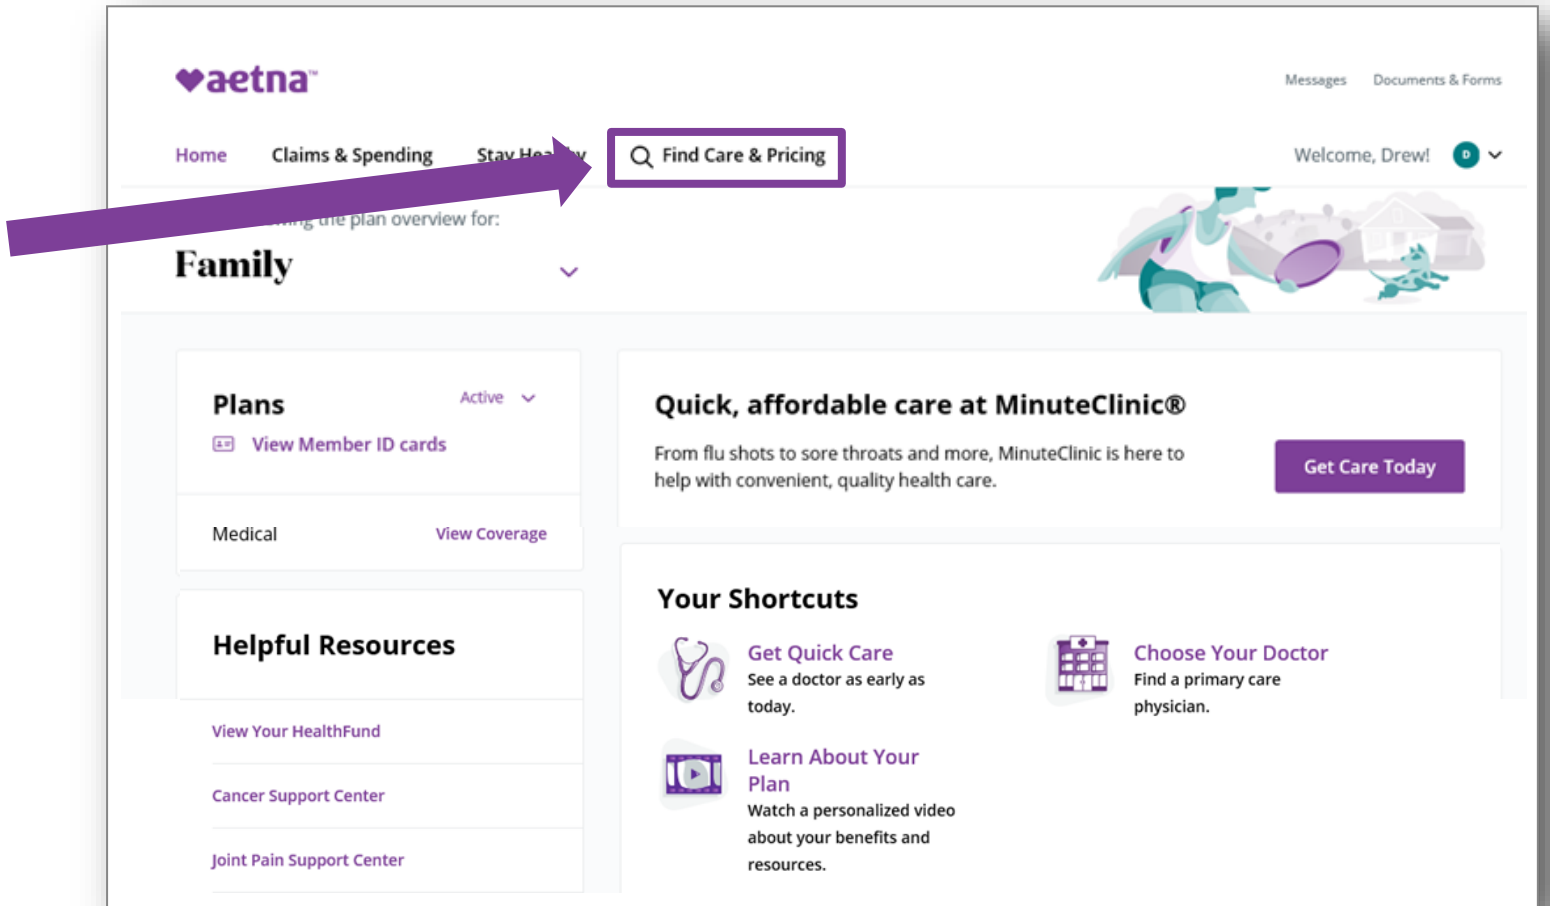 aetna™
Messages Documents & Forms
Home Claims & Spending Stay Healthy Find Care & Pricing
Welcome, Drew! D
the plan overview for:
Family
Plans
Active
View Member ID cards
Medical
View Coverage
Helpful Resources
View Your HealthFund
Cancer Support Center
Joint Pain Support Center
Quick, affordable care at MinuteClinic®
From flu shots to sore throats and more, MinuteClinic is here to
help with convenient, quality health care.
Get Care Today
Your Shortcuts
Get Quick Care
See a doctor as early as
today.
Choose Your Doctor
Find a primary care
physician.
Learn About Your
Plan
Watch a personalized video
about your benefits and
resources.